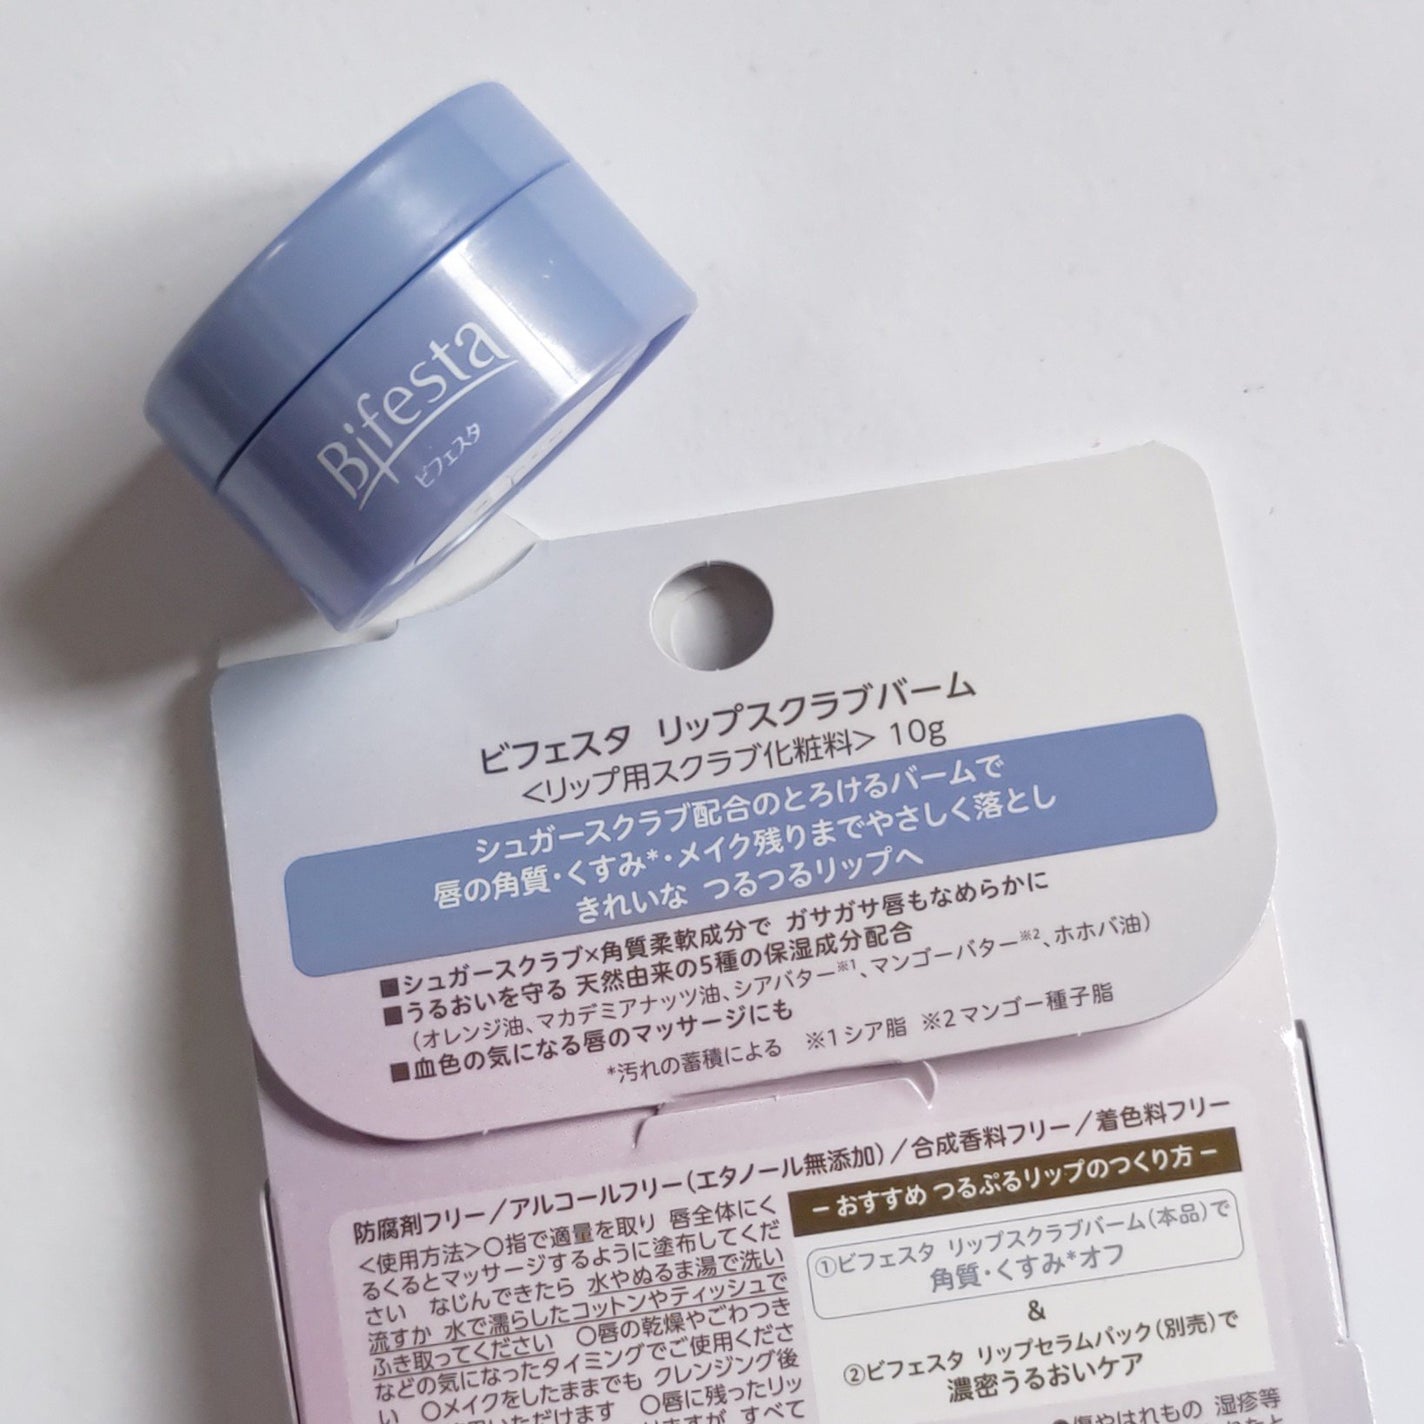 Bifesta
ビフェスタ
ビフェスタ リップスクラブバーム
<リップ用スクラブ化粧料> 10g
シュガースクラブ配合のとろけるバームで
唇の角質・くすみ*・メイク残りまでやさしく落とし
きれいな つるつるリップへ
■シュガースクラブ×角質柔軟成分で ガサガサ唇もなめらかに
■うるおいを守る 天然由来の5種の保湿成分配合
(オレンジ油、マカデミアナッツ油、シアバター※1、マンゴーバター※2、ホホバ油)
■血色の気になる唇のマッサージにも
*汚れの蓄積による ※1シア脂 ※2マンゴー種子脂
防腐剤フリー/アルコールフリー(エタノール無添加)/合成香料フリー/着色料フリー
<使用方法>○指で適量を取り 唇全体にく
るくるとマッサージするように塗布してくだ
さい なじんできたら 水やぬるま湯で洗い
流すか 水で濡らしたコットンやティッシュで
ふき取ってください ○唇の乾燥やごわつき
などの気になったタイミングでご使用くださ
い ○メイクをしたままでも クレンジング後
用いただけます ○唇に残ったリッ
ますが すべて
－おすすめ つるぷるリップのつくり方－
①ビフェスタ リップスクラブバーム(本品)で
角質・くすみ*オフ
&
②ビフェスタ リップセラムパック(別売)で
濃密うるおいケア
●傷やはれもの 湿疹等